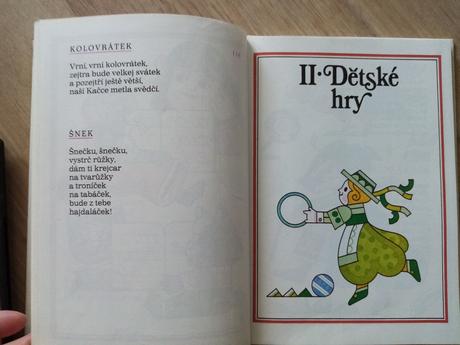 KOLOVRÁTEK
Vrní, vrní kolovrátek,
zejtra bude velkej svátek
a pozejtří ještě větší,
naší Kačce metla svědčí.
ŠNEK
Šnečku, šnečku,
vystrč růžky,
dám ti krejcar
na tvarůžky
a troníček
na tabáček,
bude z tebe
hajdaláček!
II·Dětské
hry